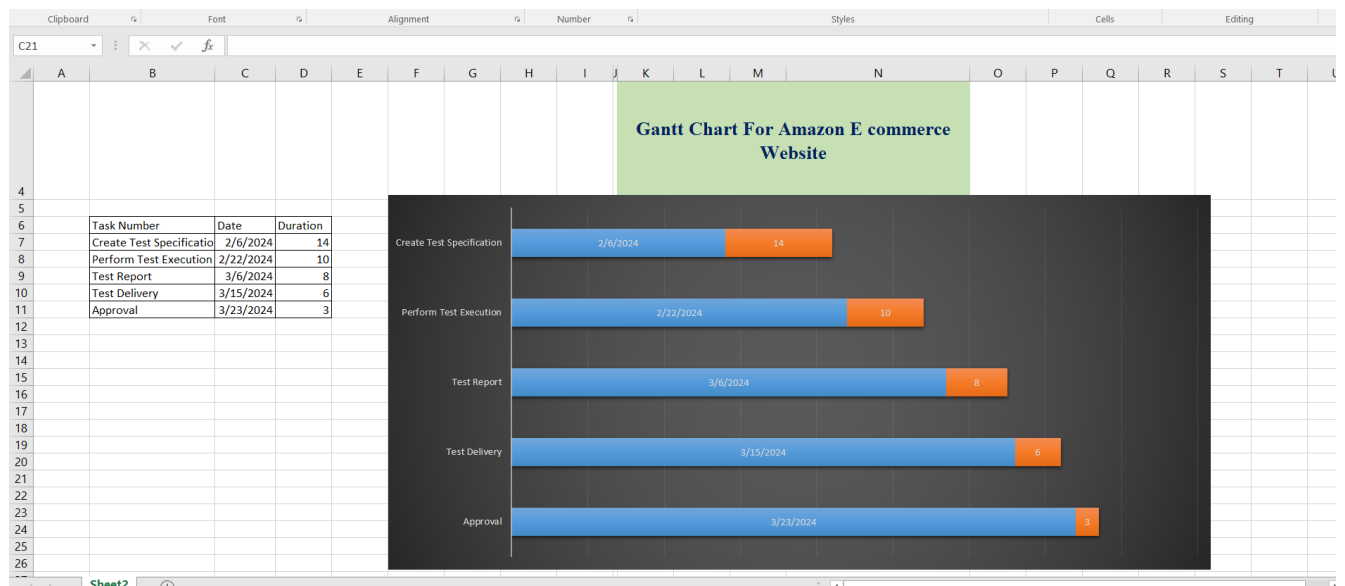 Clipboard Font Alignment Number Styles Cells Editing
C21 fx
A B C D E F G H I J K L M N O P Q R S T
Gantt Chart For Amazon E commerce
Website
4
5
6 Task Number Date Duration
7 Create Test Specificatio 2/6/2024 14
8 Perform Test Execution 2/22/2024 10
9 Test Report 3/6/2024 8
10 Test Delivery 3/15/2024 6
11 Approval 3/23/2024 3
12
13
14
15
16
17
18
19
20
21
22
23
24
25
26
Create Test Specification 2/6/2024 14
Perform Test Execution 2/22/2024 10
Test Report 3/6/2024 8
Test Delivery 3/15/2024 6
Approval 3/23/2024 3
Sheet2